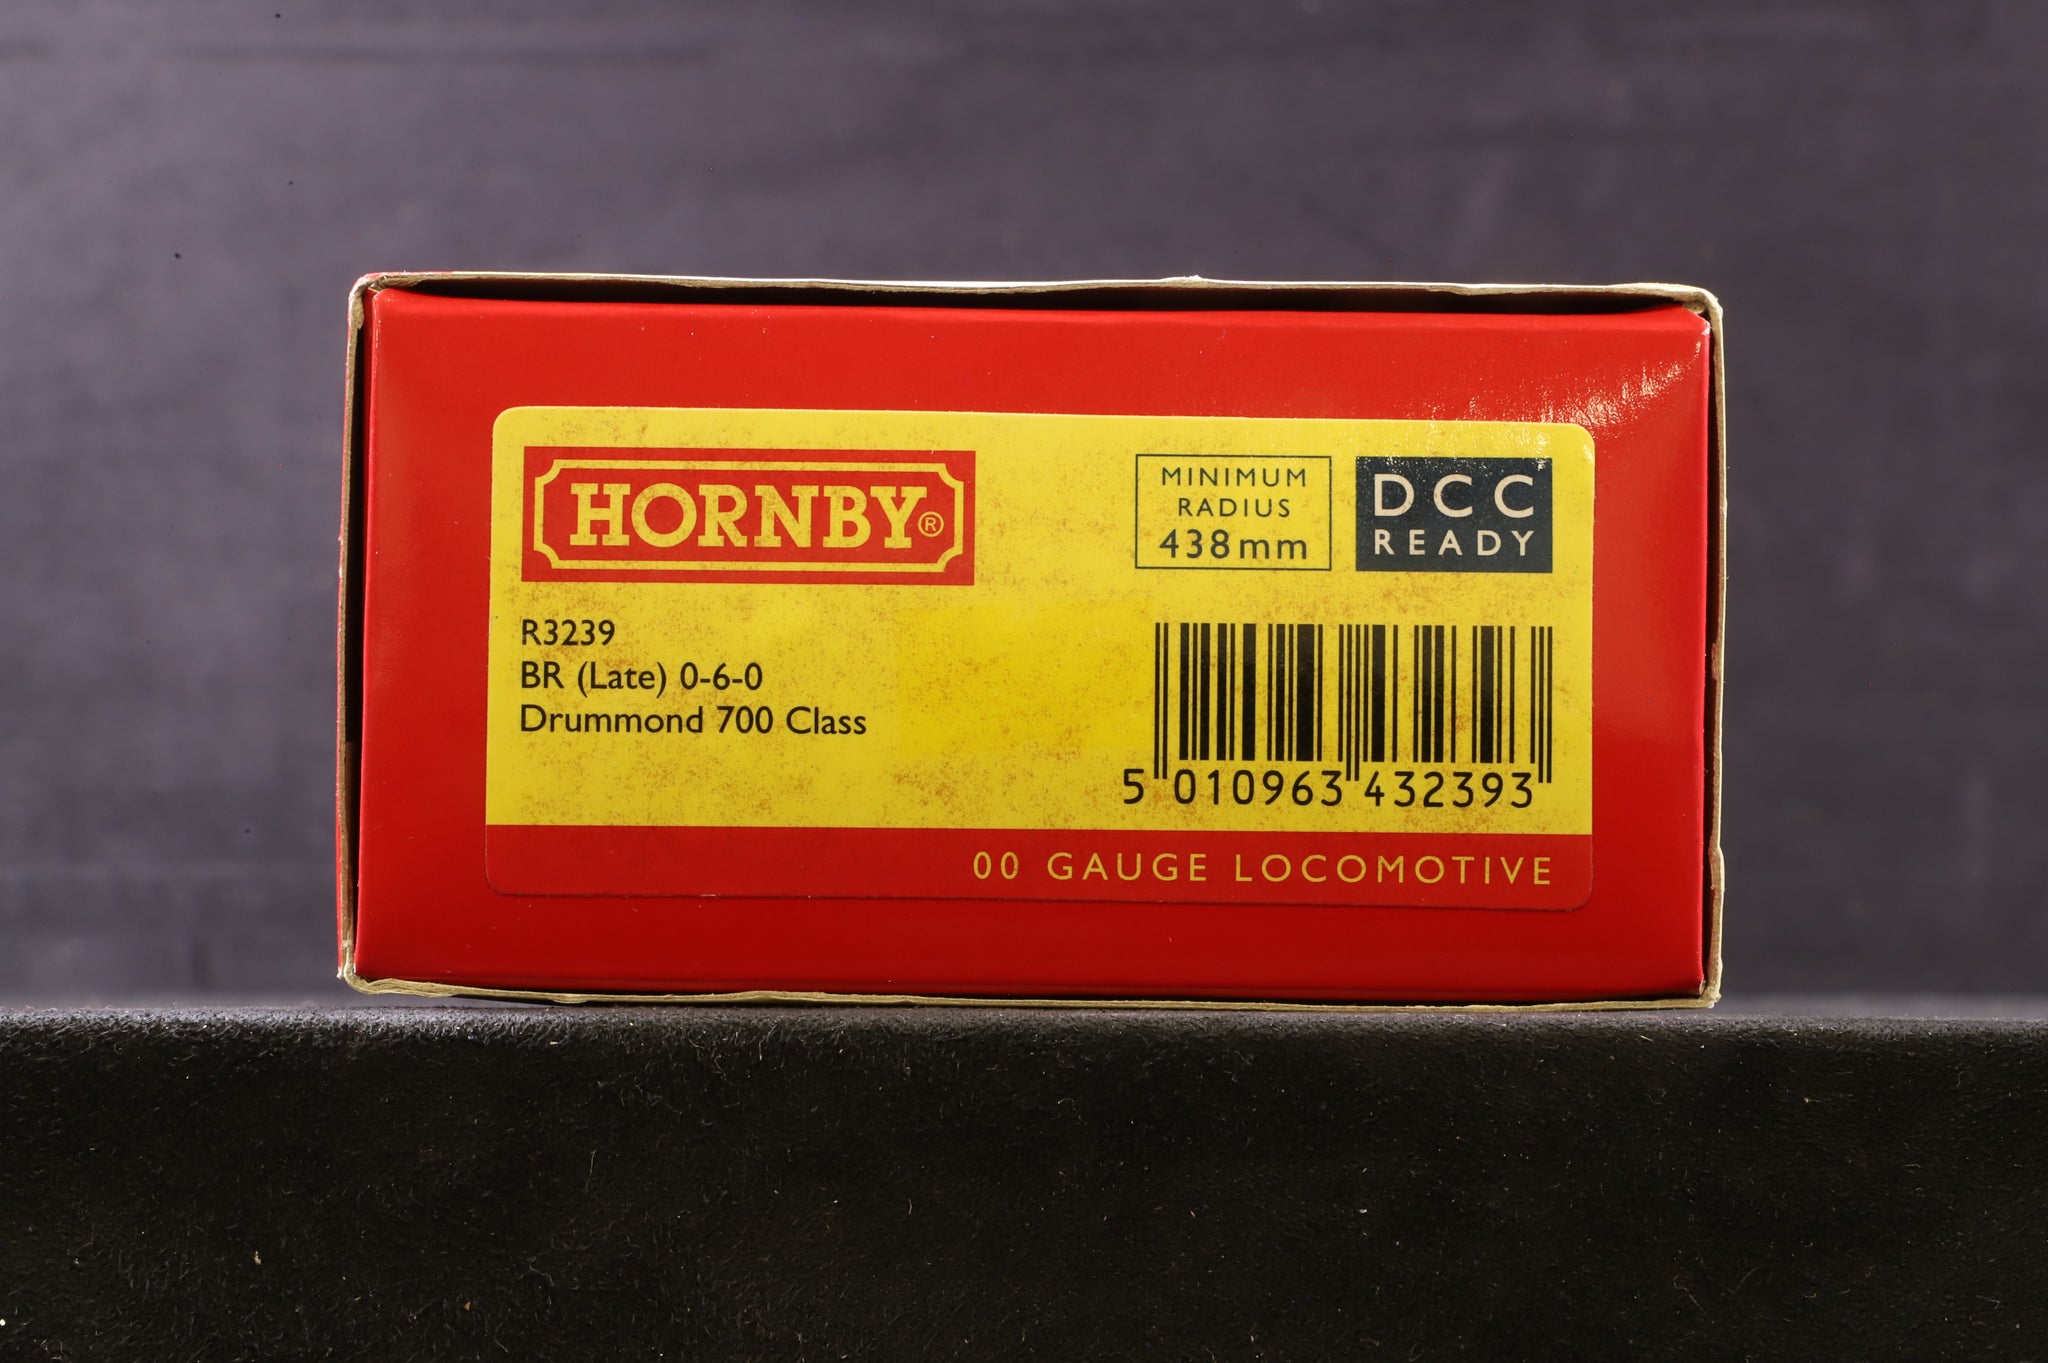 HORNBY®
MINIMUM
RADIUS
438mm
DCC
READY
R3239
BR (Late) 0-6-0
Drummond 700 Class
5 010963 432393
00 GAUGE LOCOMOTIVE